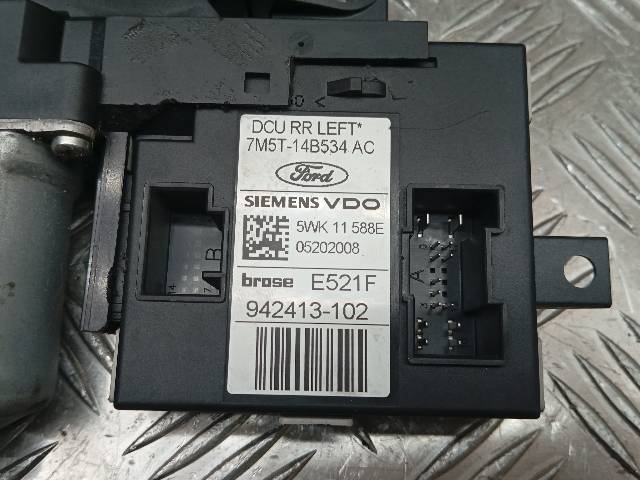 DCU RR LEFT*
7M5T-14B534 AC
Ford
SIEMENS VDO
5WK 11 588E
05202008
brose E521F
942413-102
B
A